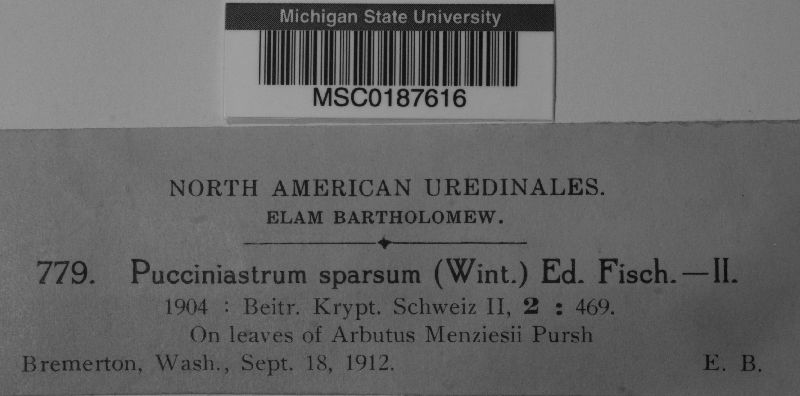 Michigan State University
MSC0187616
NORTH AMERICAN UREDINALES.
ELAM BARTHOLOMEW.
779. Pucciniastrum sparsum (Wint.) Ed. Fisch.—II.
1904 : Beitr. Krypt. Schweiz II, 2 : 469.
On leaves of Arbutus Menziesii Pursh
Bremerton, Wash., Sept. 18, 1912. E. B.